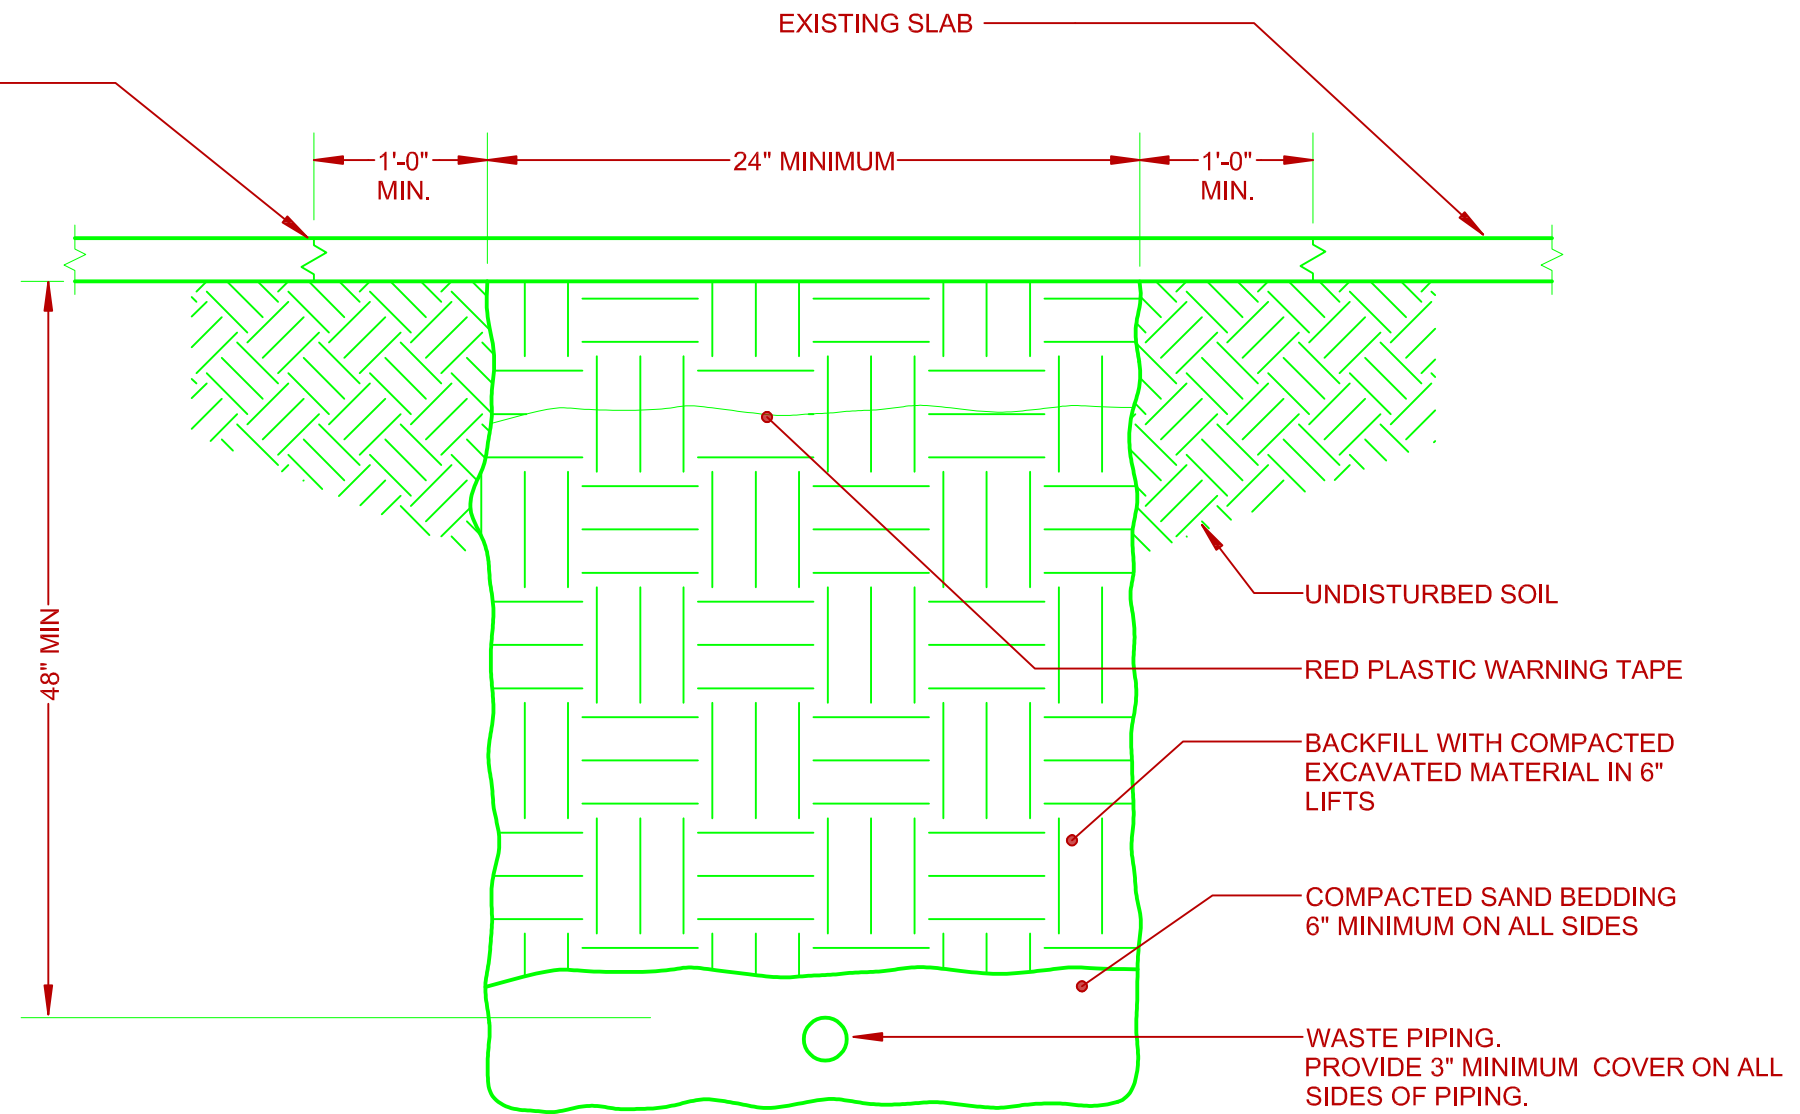 EXISTING SLAB
1'-0"
MIN.
24" MINIMUM
1'-0"
MIN.
48" MIN
UNDISTURBED SOIL
RED PLASTIC WARNING TAPE
BACKFILL WITH COMPACTED
EXCAVATED MATERIAL IN 6"
LIFTS
COMPACTED SAND BEDDING
6" MINIMUM ON ALL SIDES
WASTE PIPING.
PROVIDE 3" MINIMUM COVER ON ALL
SIDES OF PIPING.